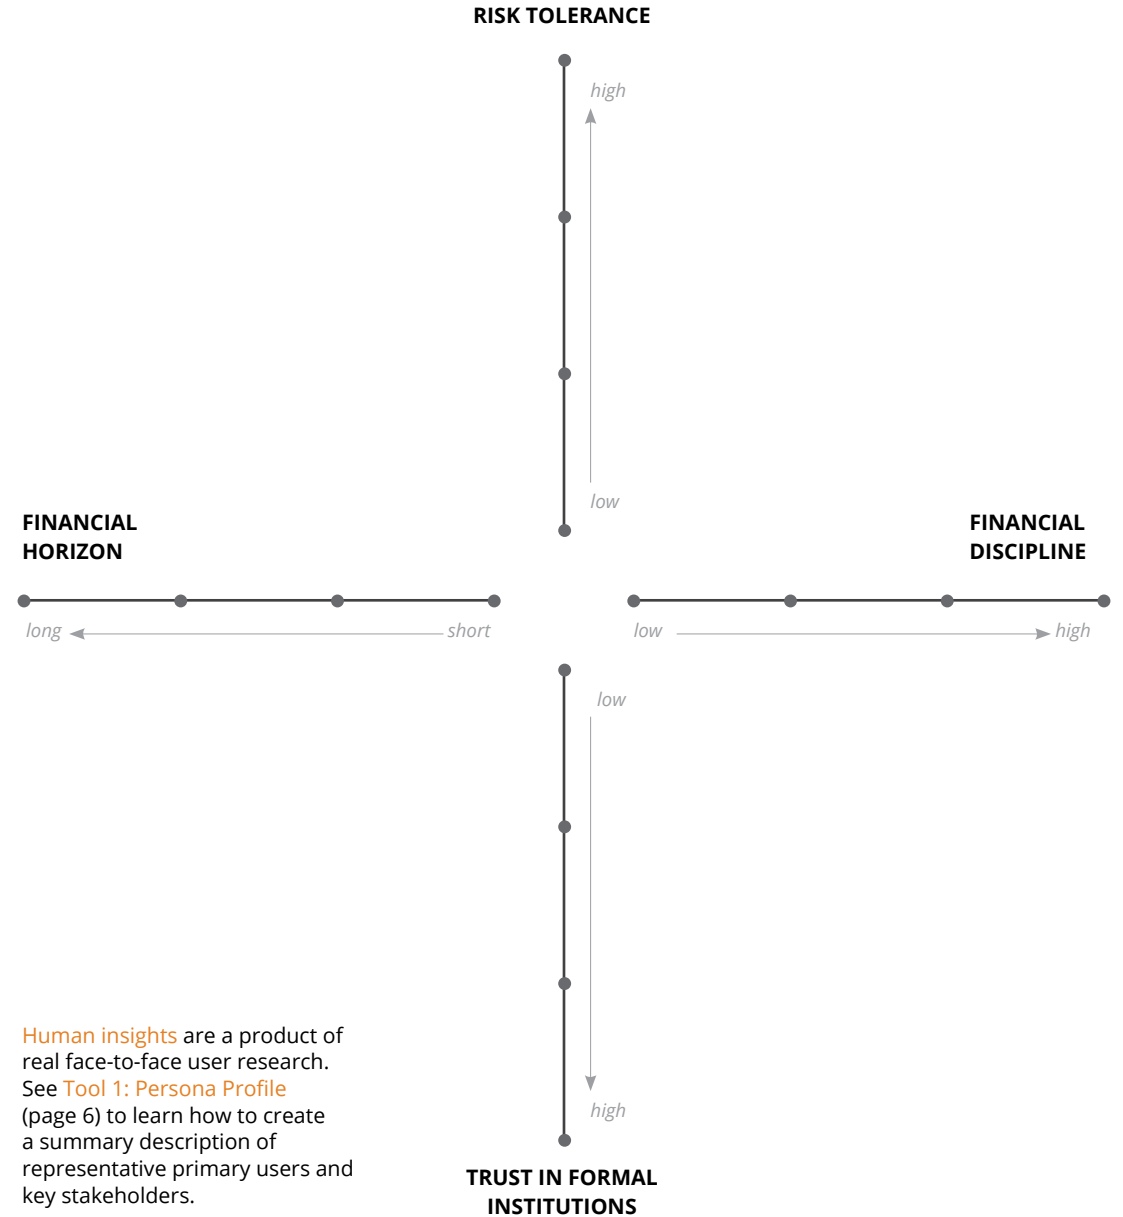 RISK TOLERANCE
high
low
FINANCIAL
HORIZON
FINANCIAL
DISCIPLINE
long
short
low
high
low
high
Human insights are a product of
real face-to-face user research.
See Tool 1: Persona Profile
(page 6) to learn how to create
a summary description of
representative primary users and
key stakeholders.
TRUST IN FORMAL
INSTITUTIONS